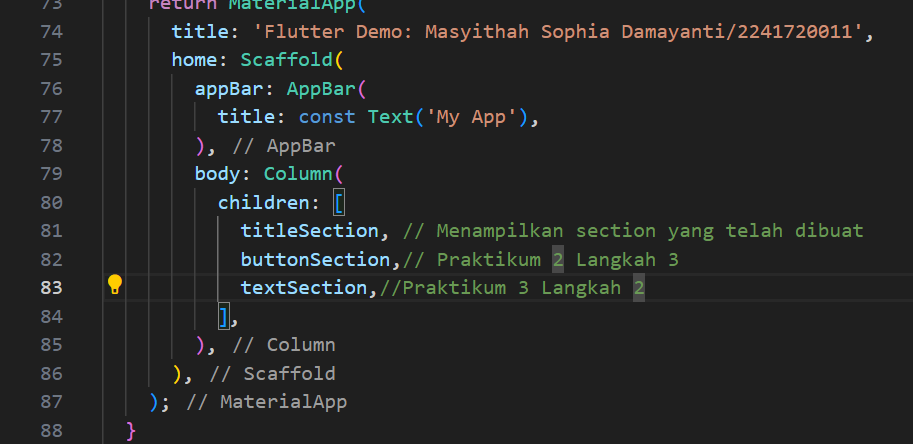 73 return MaterialApp(
74 title: 'Flutter Demo: Masyithah Sophia Damayanti/2241720011',
75 home: Scaffold(
76 appBar: AppBar(
77 title: const Text('My App'),
78 ), // AppBar
79 body: Column(
80 children: [
81 titleSection, // Menampilkan section yang telah dibuat
82 buttonSection,// Praktikum 2 Langkah 3
83 textSection,//Praktikum 3 Langkah 2
84 ],
85 ), // Column
86 ), // Scaffold
87 ); // MaterialApp
88 }